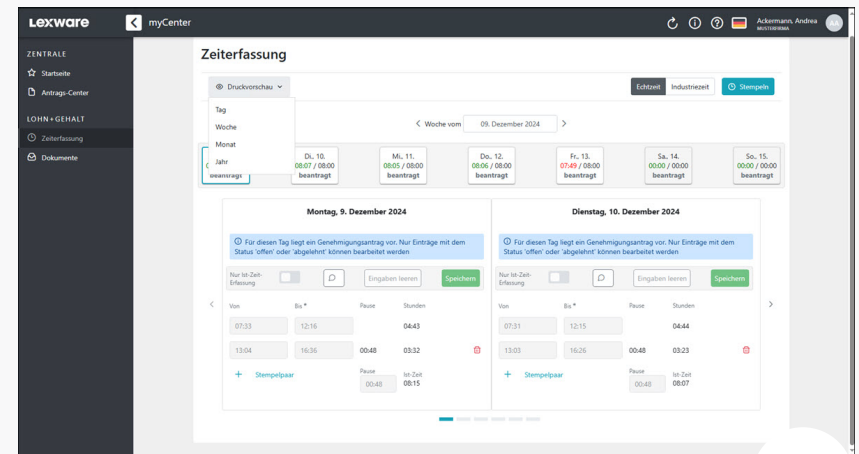 Lexware
myCenter
Ackermann, Andrea
MUSTERFIRMA
AA
ZENTRALE
Startseite
Antrags-Center
LOHN+GEHALT
Zeiterfassung
Dokumente
Zeiterfassung
Druckvorschau
Echtzeit Industriezeit Stempeln
Tag
Woche
Monat
Jahr
Woche vom 09. Dezember 2024
beantragt
Di., 10.
08:07 / 08:00
beantragt
Mi., 11.
08:05 / 08:00
beantragt
Do., 12.
08:06 / 08:00
beantragt
Fr., 13.
07:49 / 08:00
beantragt
Sa., 14.
00:00 / 00:00
beantragt
So., 15.
00:00 / 00:00
beantragt
Montag, 9. Dezember 2024
Für diesen Tag liegt ein Genehmigungsantrag vor. Nur Einträge mit dem
Status 'offen' oder 'abgelehnt' können bearbeitet werden
Nur Ist-Zeit-
Erfassung
Eingaben leeren
Speichern
Von Bis * Pause Stunden
07:33 12:16 04:43
13:04 16:36 00:48 03:32
+ Stempelpaar
Pause Ist-Zeit
00:48 08:15
Dienstag, 10. Dezember 2024
Für diesen Tag liegt ein Genehmigungsantrag vor. Nur Einträge mit dem
Status 'offen' oder 'abgelehnt' können bearbeitet werden
Nur Ist-Zeit-
Erfassung
Eingaben leeren
Speichern
Von Bis * Pause Stunden
07:31 12:15 04:44
13:03 16:26 00:48 03:23
+ Stempelpaar
Pause Ist-Zeit
00:48 08:07